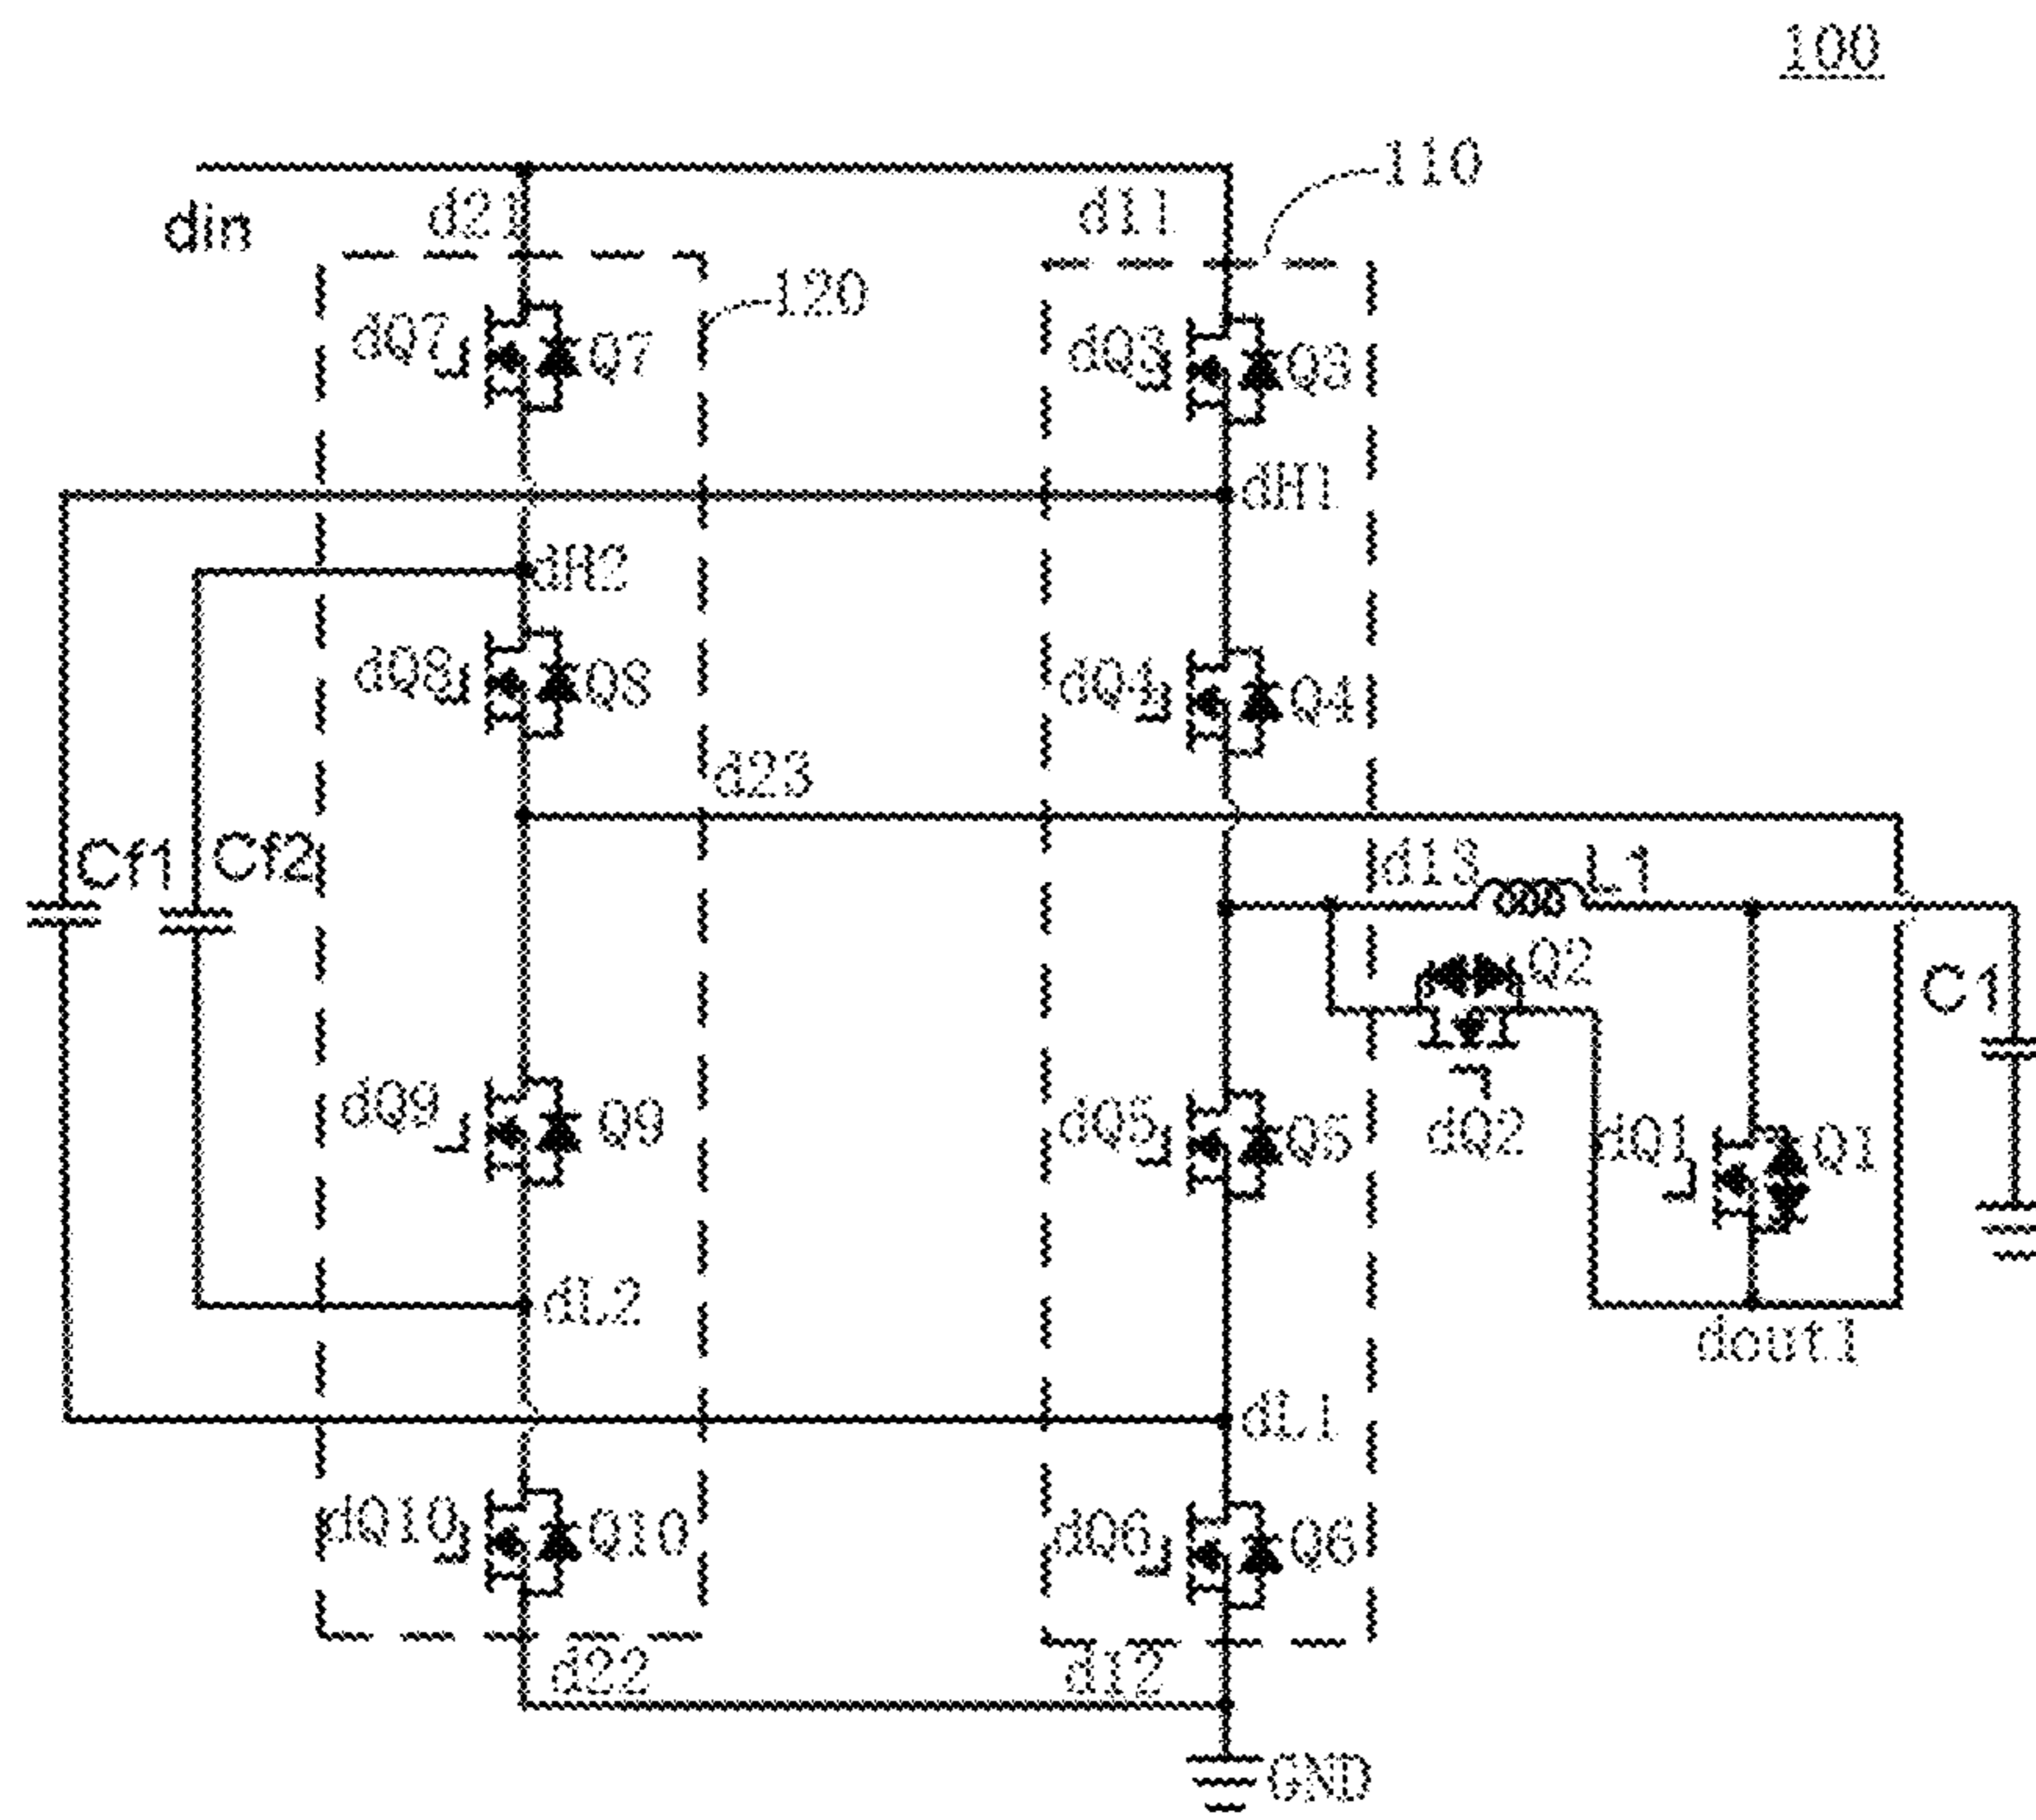 100
110
din
d21
d11
120
dQ7
Q7
dQ3
Q3
dH1
dH2
dQ8
Q8
dQ4
Q4
d23
Cf1
Cf2
d13
L1
Q2
C1
dQ9
Q9
dQ5
Q5
dQ2
dQ1
Q1
dL2
dout1
dL1
dQ10
Q10
dQ6
Q6
d22
d12
GND